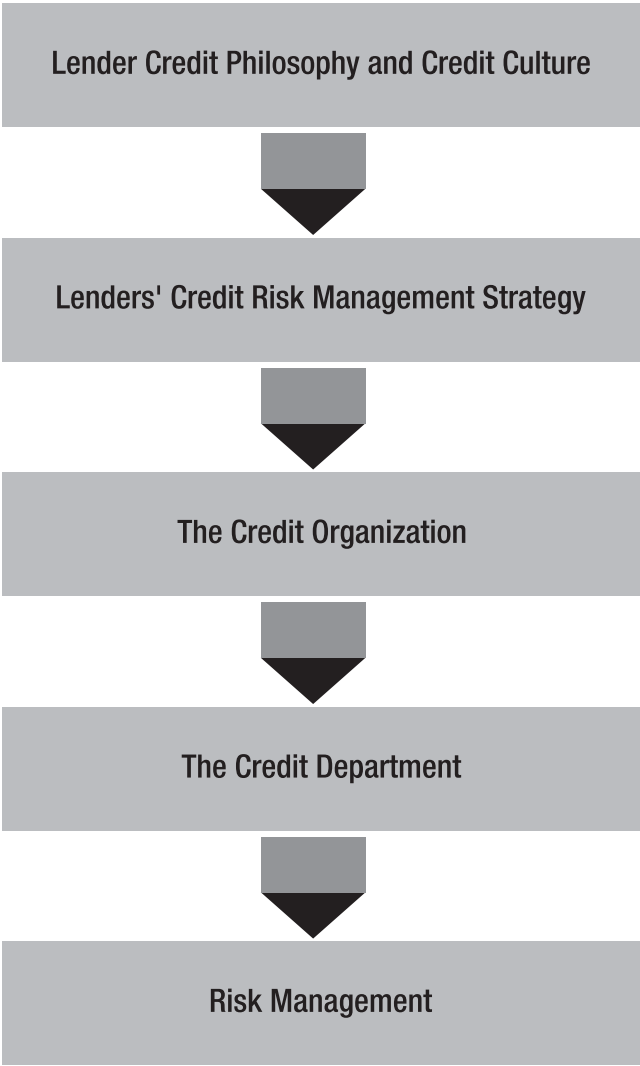 Lender Credit Philosophy and Credit Culture
Lenders' Credit Risk Management Strategy
The Credit Organization
The Credit Department
Risk Management